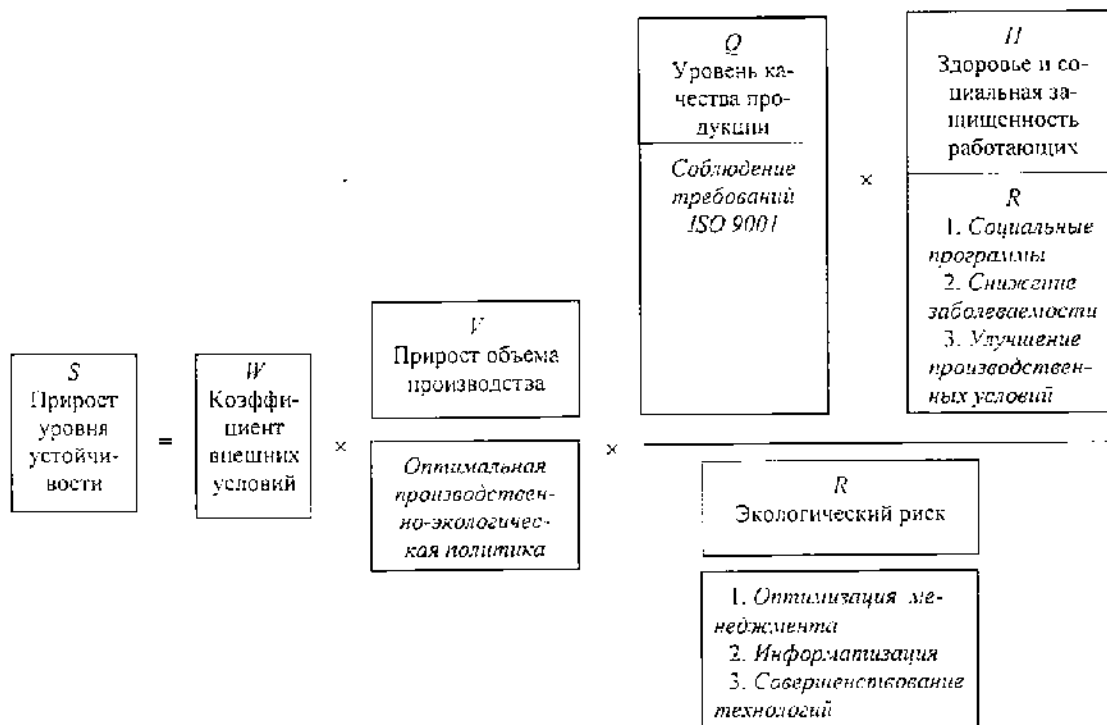 S
Прирост
уровня
устойчи-
вости
=
W
Коэффи-
циент
внешних
условий
×
V
Прирост объема
производства
Оптимальная
производствен-
но-экологичес-
кая политика
×
Q
Уровень ка-
чества про-
дукции
Соблюдение
требований
ISO 9001
×
H
Здоровье и со-
циальная за-
щищенность
работающих
R
1. Социальные
программы
2. Снижение
заболеваемости
3. Улучшение
производствен-
ных условий
R
Экологический риск
1. Оптимизация ме-
неджмента
2. Информатизация
3. Совершенствование
технологий